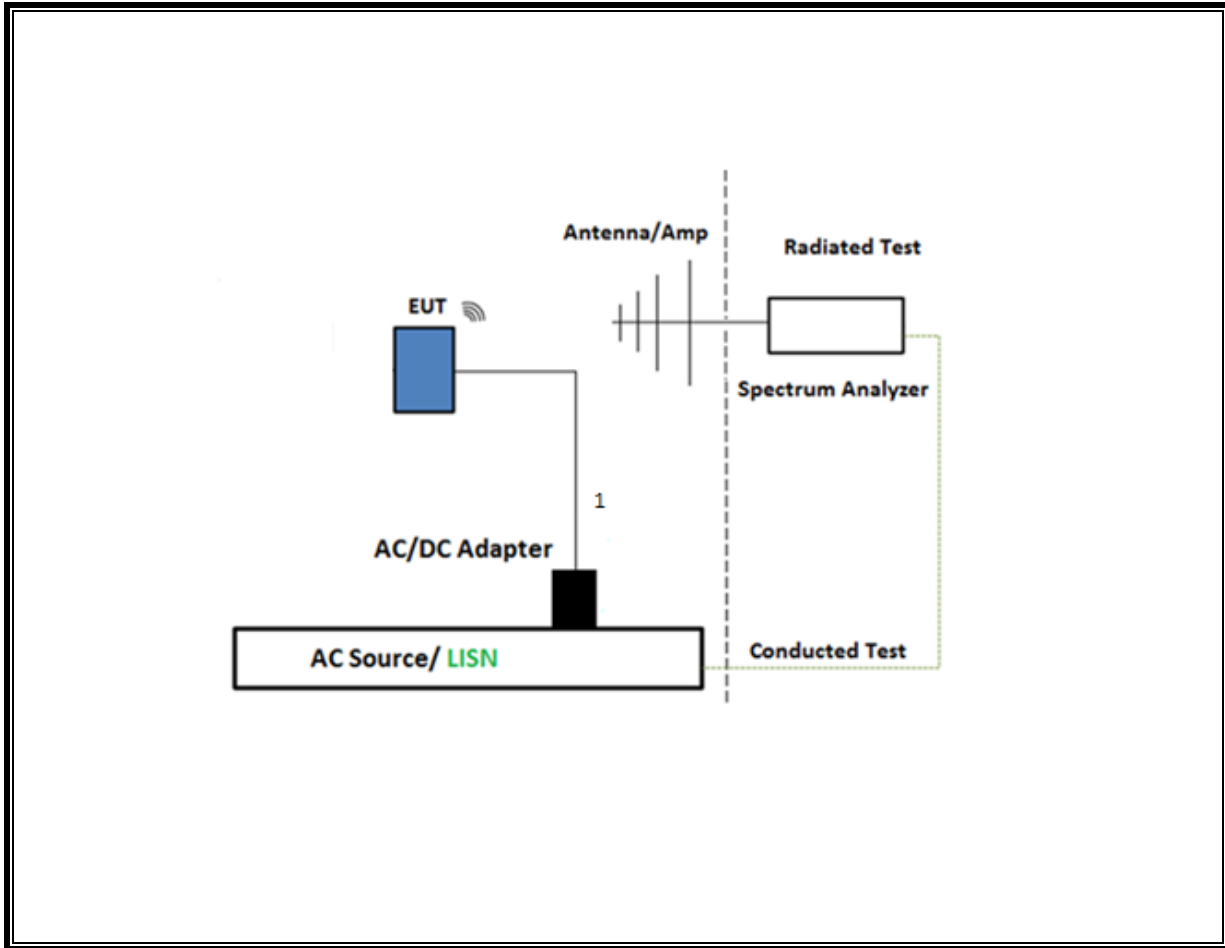 Antenna/Amp
Radiated Test
EUT
Spectrum Analyzer
1
AC/DC Adapter
AC Source/ LISN
Conducted Test